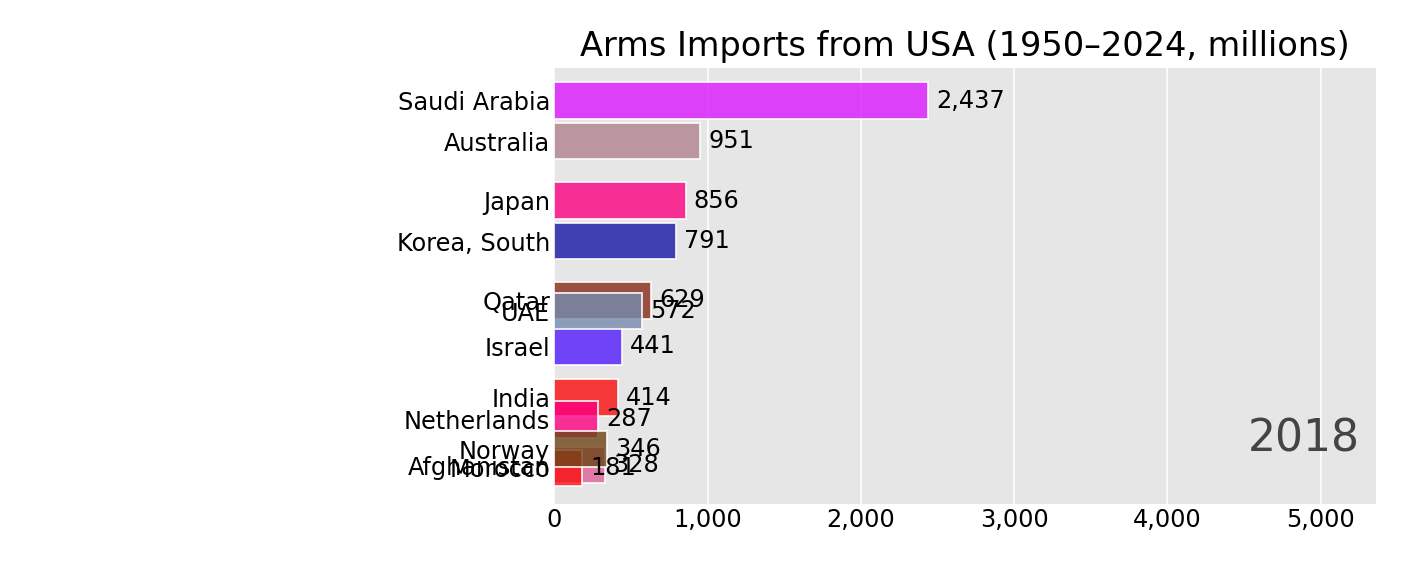 Arms Imports from USA (1950–2024, millions)
Saudi Arabia 2,437
Australia 951
Japan 856
Korea, South 791
Qatar 629
UAE 572
Israel 441
India 414
Netherlands 287
Norway 346
Afghanistan 328
Morocco 181
2018
0 1,000 2,000 3,000 4,000 5,000